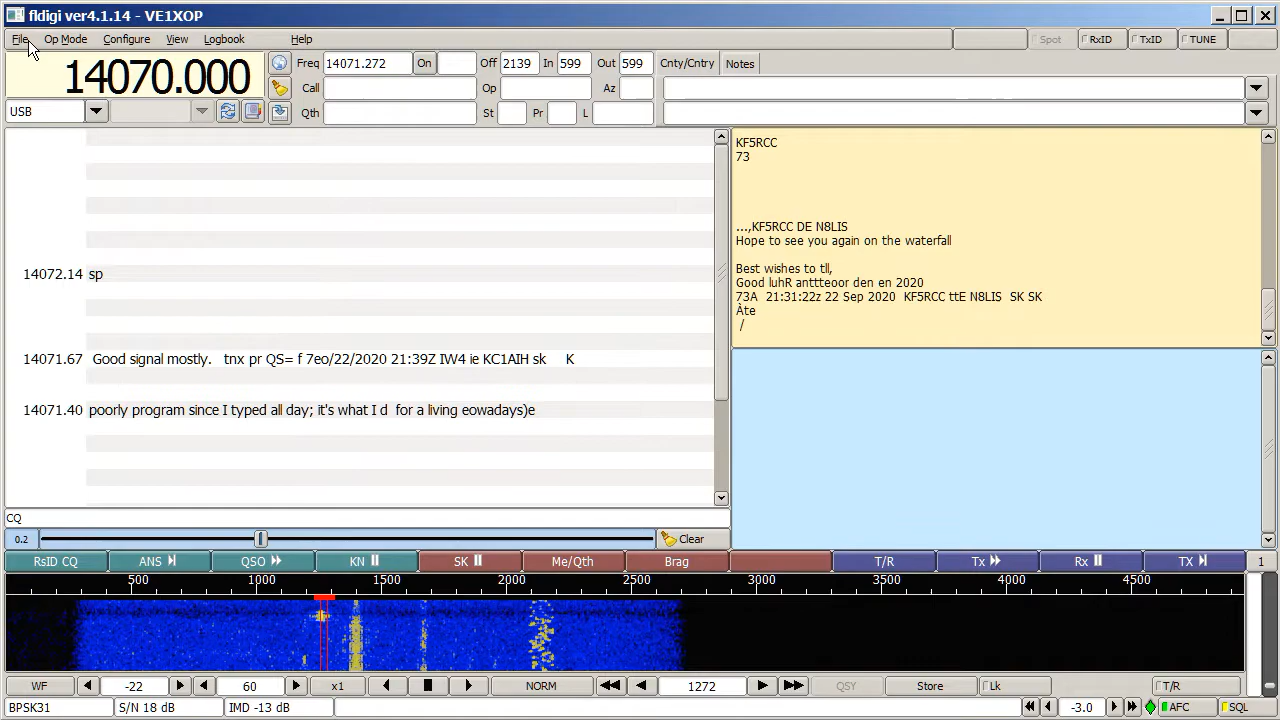 fldigi ver4.1.14 - VE1XOP
File Op Mode Configure View Logbook Help Spot RxID TxID TUNE
14070.000
Freq 14071.272 On Off 2139 In 599 Out 599 Cnty/Cntry Notes
Call Op Az
USB
Qth St Pr L
KF5RCC
73
...,KF5RCC DE N8LIS
Hope to see you again on the waterfall
Best wishes to tll,
Good luhR anttteoor den en 2020
73A 21:31:22z 22 Sep 2020 KF5RCC ttE N8LIS SK SK
Àte
/
14072.14 sp
14071.67 Good signal mostly. tnx pr QS= f 7eo/22/2020 21:39Z IW4 ie KC1AIH sk K
14071.40 poorly program since I typed all day; it's what I d for a living eowadays)e
CQ
0.2 Clear
RsID CQ ANS QSO KN SK Me/Qth Brag T/R Tx Rx TX 1
500 1000 1500 2000 2500 3000 3500 4000 4500
WF -22 60 x1 NORM 1272 QSY Store Lk T/R
BPSK31 S/N 18 dB IMD -13 dB -3.0 AFC SQL